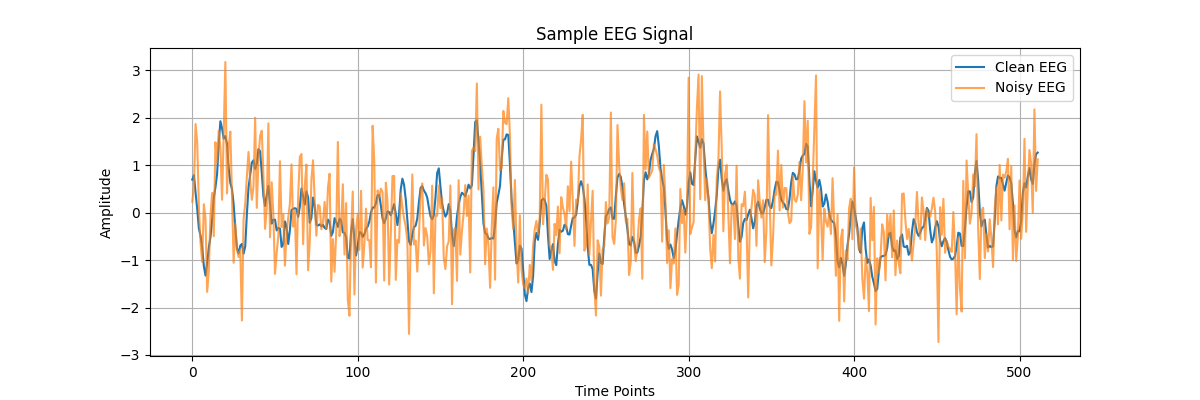 Sample EEG Signal
Clean EEG
Noisy EEG
Amplitude
3
2
1
0
−1
−2
−3
0 100 200 300 400 500
Time Points